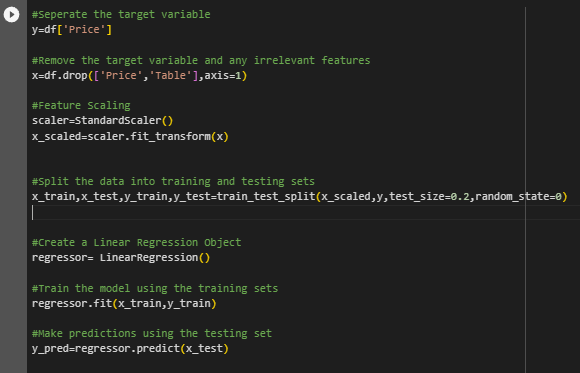 #Seperate the target variable
y=df['Price']
#Remove the target variable and any irrelevant features
x=df.drop(['Price','Table'],axis=1)
#Feature Scaling
scaler=StandardScaler()
x_scaled=scaler.fit_transform(x)
#Split the data into training and testing sets
x_train,x_test,y_train,y_test=train_test_split(x_scaled,y,test_size=0.2,random_state=0)
#Create a Linear Regression Object
regressor= LinearRegression()
#Train the model using the training sets
regressor.fit(x_train,y_train)
#Make predictions using the testing set
y_pred=regressor.predict(x_test)